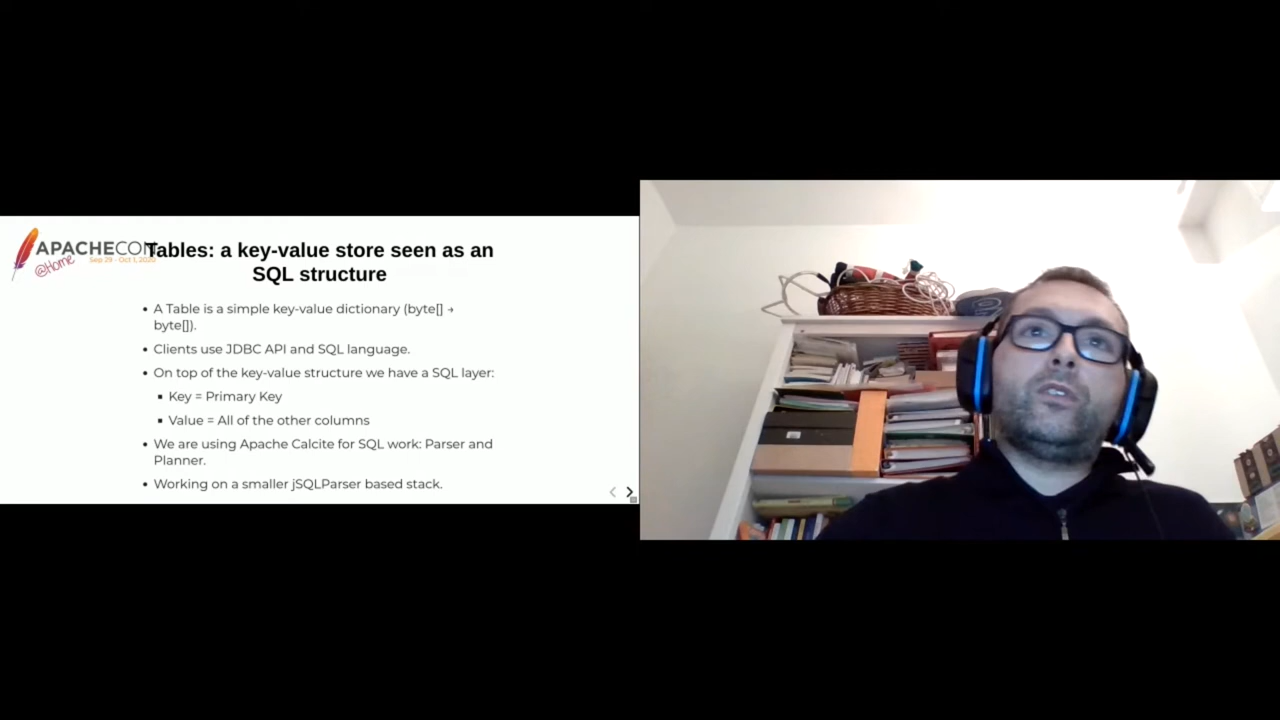 APACHECON
@Home
Sep 29 - Oct 1, 2020
Tables: a key-value store seen as an
SQL structure
• A Table is a simple key-value dictionary (byte[] →
byte[]).
• Clients use JDBC API and SQL language.
• On top of the key-value structure we have a SQL layer:
▪ Key = Primary Key
▪ Value = All of the other columns
• We are using Apache Calcite for SQL work: Parser and
Planner.
• Working on a smaller jSQLParser based stack.